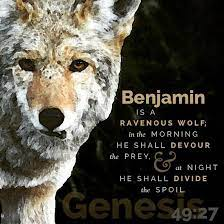 Benjamin
IS A
RAVENOUS WOLF;
in the MORNING
HE SHALL DEVOUR
the PREY, &
at NIGHT
HE SHALL DIVIDE
the SPOIL
Genesis
49:27